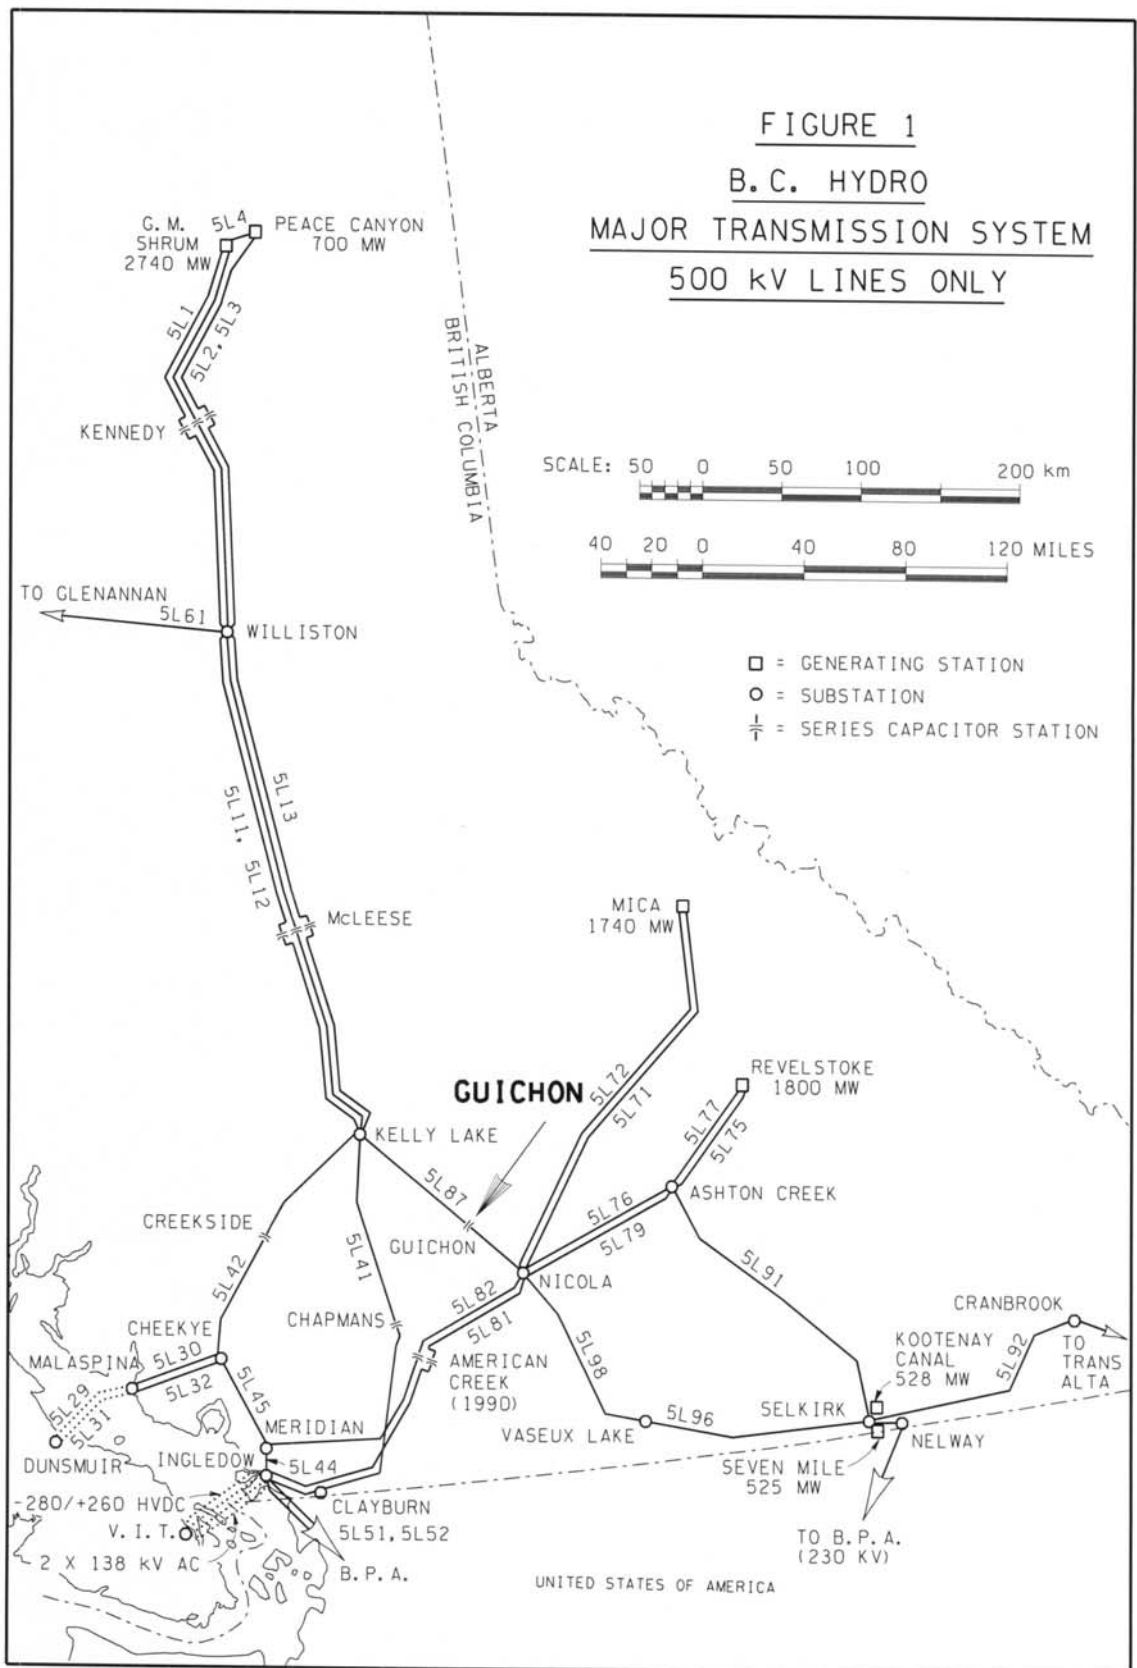 FIGURE 1
B.C. HYDRO
MAJOR TRANSMISSION SYSTEM
500 kV LINES ONLY
G.M.
SHRUM
2740 MW
5L4
PEACE CANYON
700 MW
5L1
5L2, 5L3
KENNEDY
ALBERTA
BRITISH COLUMBIA
SCALE: 50 0 50 100 200 km
40 20 0 40 80 120 MILES
TO GLENANNAN
5L61
WILLISTON
= GENERATING STATION
= SUBSTATION
= SERIES CAPACITOR STATION
5L13
5L11, 5L12
McLEESE
MICA
1740 MW
REVELSTOKE
1800 MW
5L72
5L71
5L77
5L75
GUICHON
KELLY LAKE
5L87
ASHTON CREEK
CREEKSIDE
GUICHON
5L76
5L79
5L42
5L41
NICOLA
5L91
CHAPMANS
5L82
5L81
CRANBROOK
CHEEKYE
MALASPINA
5L30
5L32
AMERICAN
CREEK
(1990)
5L98
KOOTENAY
CANAL
528 MW
5L92
TO
TRANS
ALTA
5L29
5L31
5L45
MERIDIAN
VASEUX LAKE
5L96
SELKIRK
NELWAY
DUNSMUIR
INGLEDOW
5L44
SEVEN MILE
525 MW
-280/+260 HVDC
CLAYBURN
V.I.T.
5L51, 5L52
2 X 138 kV AC
B.P.A.
TO B.P.A.
(230 KV)
UNITED STATES OF AMERICA